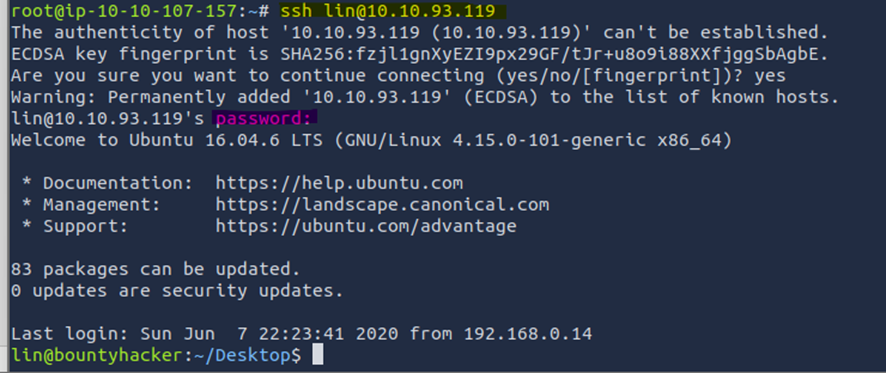 root@ip-10-10-107-157:~# ssh lin@10.10.93.119
The authenticity of host '10.10.93.119 (10.10.93.119)' can't be established.
ECDSA key fingerprint is SHA256:fzjl1gnXyEZI9px29GF/tJr+u8o9i88XXfjggSbAgbE.
Are you sure you want to continue connecting (yes/no/[fingerprint])? yes
Warning: Permanently added '10.10.93.119' (ECDSA) to the list of known hosts.
lin@10.10.93.119's password:
Welcome to Ubuntu 16.04.6 LTS (GNU/Linux 4.15.0-101-generic x86_64)
* Documentation:  https://help.ubuntu.com
* Management:     https://landscape.canonical.com
* Support:        https://ubuntu.com/advantage
83 packages can be updated.
0 updates are security updates.
Last login: Sun Jun  7 22:23:41 2020 from 192.168.0.14
lin@bountyhacker:~/Desktop$